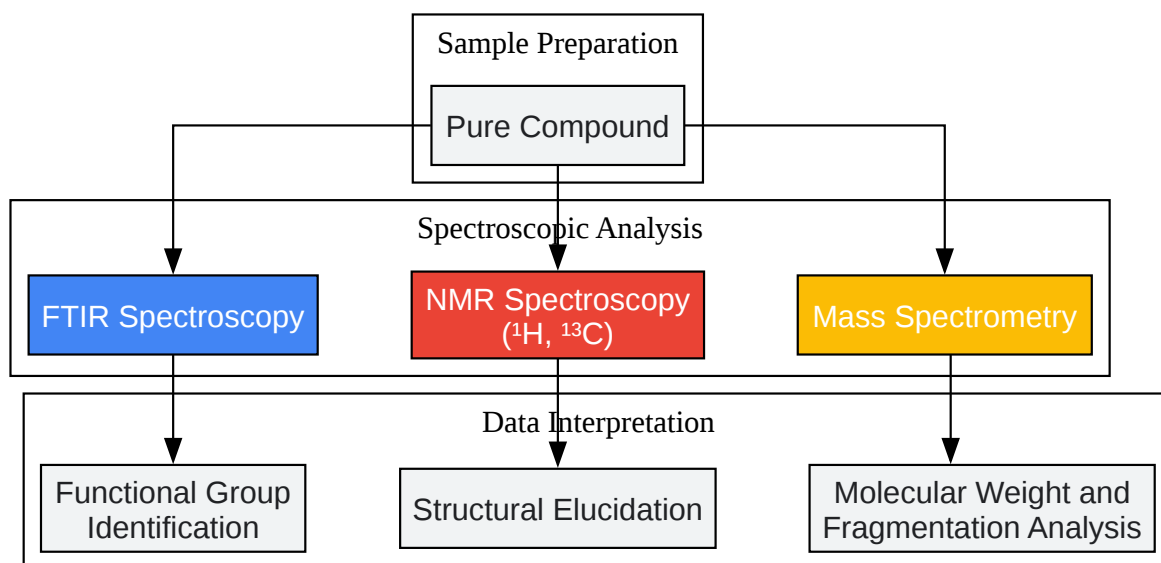 Sample Preparation
Pure Compound
Spectroscopic Analysis
FTIR Spectroscopy
NMR Spectroscopy
(¹H, ¹³C)
Mass Spectrometry
Data Interpretation
Functional Group
Identification
Structural Elucidation
Molecular Weight and
Fragmentation Analysis